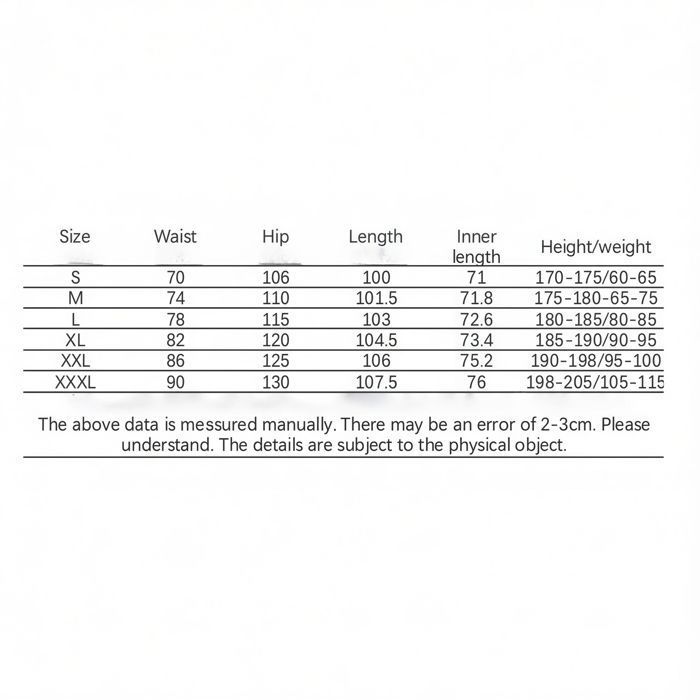 Size Waist Hip Length Inner length Height/weight
S 70 106 100 71 170-175/60-65
M 74 110 101.5 71.8 175-180-65-75
L 78 115 103 72.6 180-185/80-85
XL 82 120 104.5 73.4 185-190/90-95
XXL 86 125 106 75.2 190-198/95-100
XXXL 90 130 107.5 76 198-205/105-115
The above data is messured manually. There may be an error of 2-3cm. Please
understand. The details are subject to the physical object.